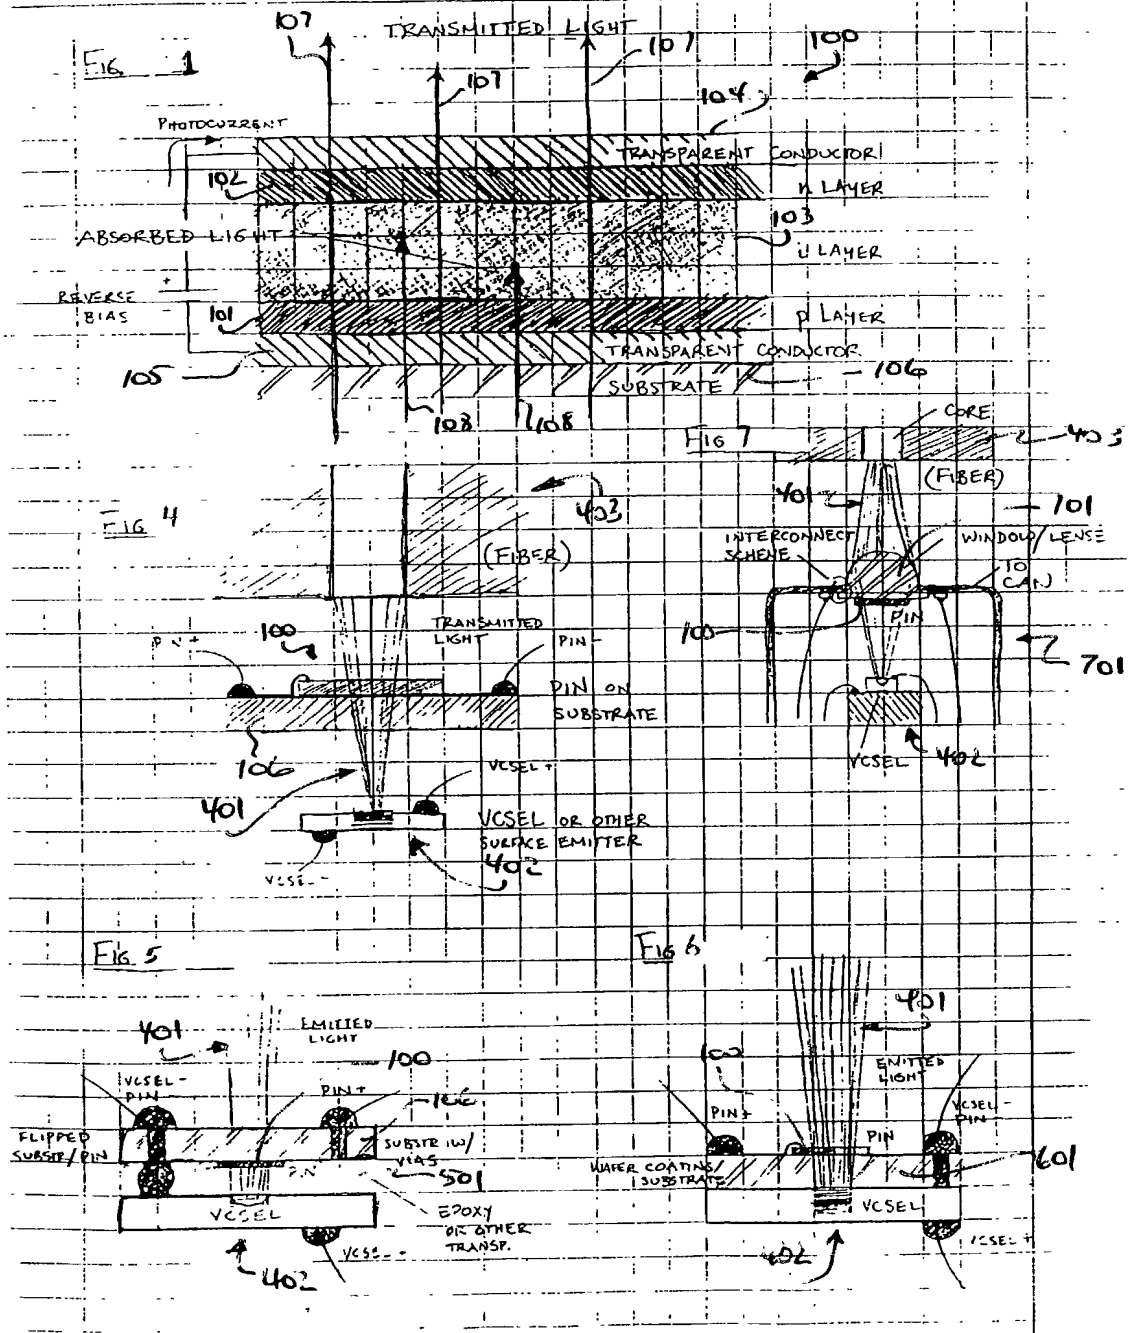 107
TRANSMITTED LIGHT
107
100
FIG 1
107
104
PHOTOCURRENT
TRANSPARENT CONDUCTOR
102
n LAYER
103
ABSORBED LIGHT
i LAYER
+
REVERSE
BIAS
101
p LAYER
TRANSPARENT CONDUCTOR
105
106
SUBSTRATE
108
108
FIG 7
CORE
403
(FIBER)
401
701
INTERCONNECT
SCHEME
WINDOW/LENSE
TO
CAN
100
PIN
701
VCSEL
402
FIG 4
403
(FIBER)
TRANSMITTED
LIGHT
100
PIN+
PIN-
PIN ON
SUBSTRATE
106
401
VCSEL+
VCSEL OR OTHER
SURFACE EMITTER
402
VCSEL-
FIG 5
401
EMITTED
LIGHT
100
VCSEL-
PIN-
PIN+
106
FLIPPED
SUBSTR/PIN
SUBSTR W/
VIAS
501
PIN
VCSEL
EPOXY
OR OTHER
TRANSP.
402
FIG 6
401
100
EMITTED
LIGHT
PIN+
VCSEL-
PIN-
PIN
601
WAFER COATING/
SUBSTRATE
VCSEL
VCSEL+
402